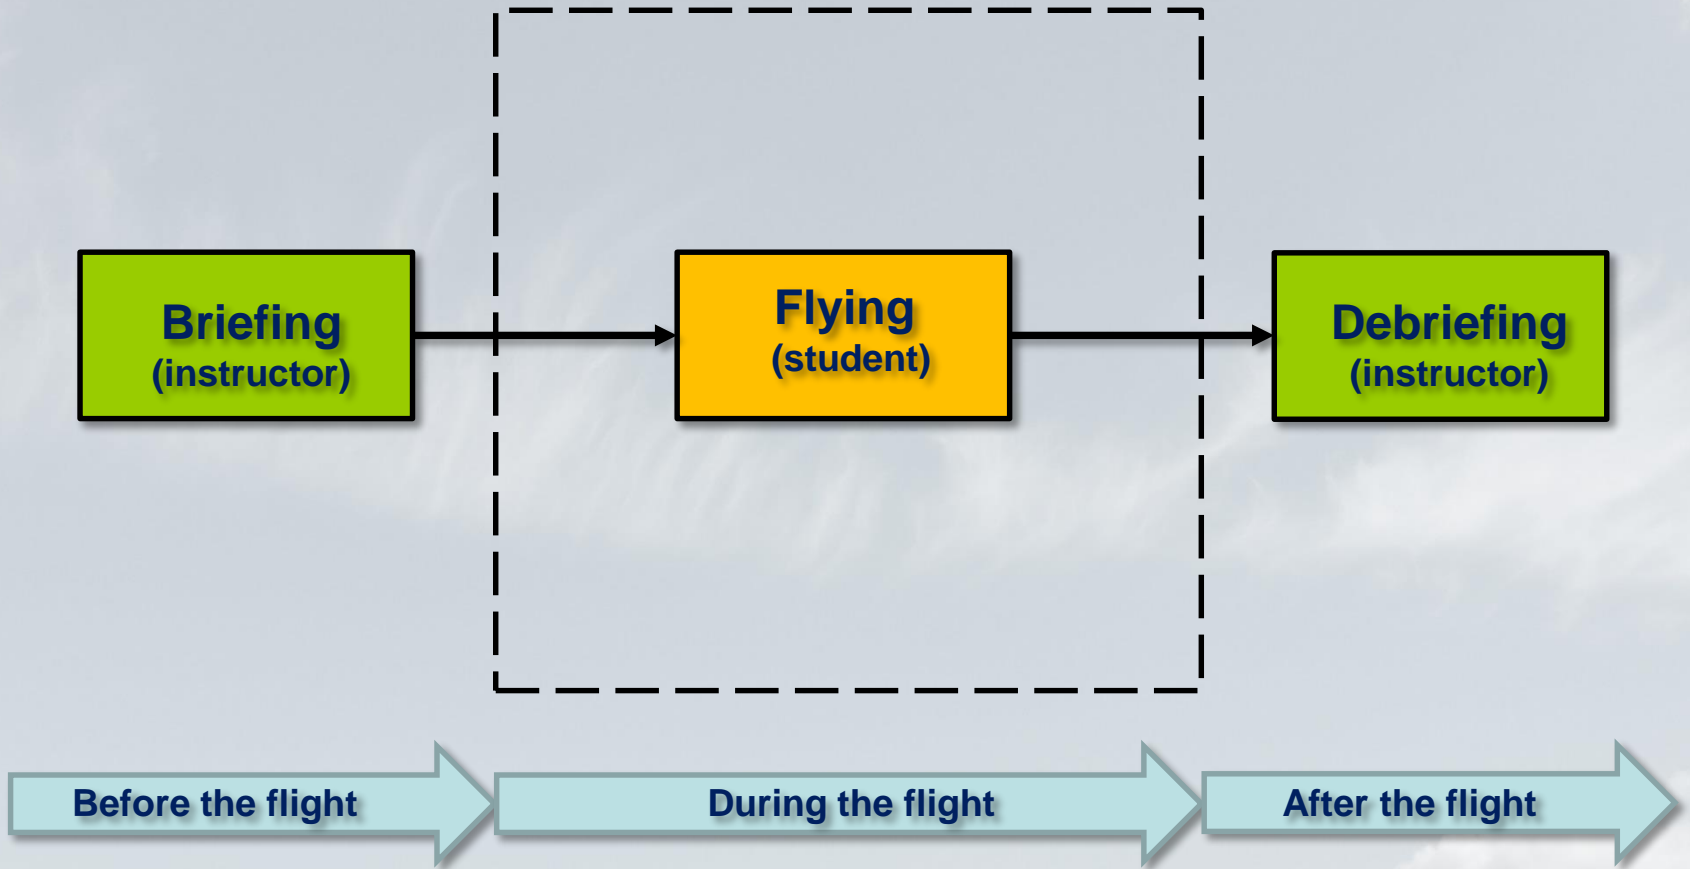 Briefing
(instructor)
Flying
(student)
Debriefing
(instructor)
Before the flight
During the flight
After the flight